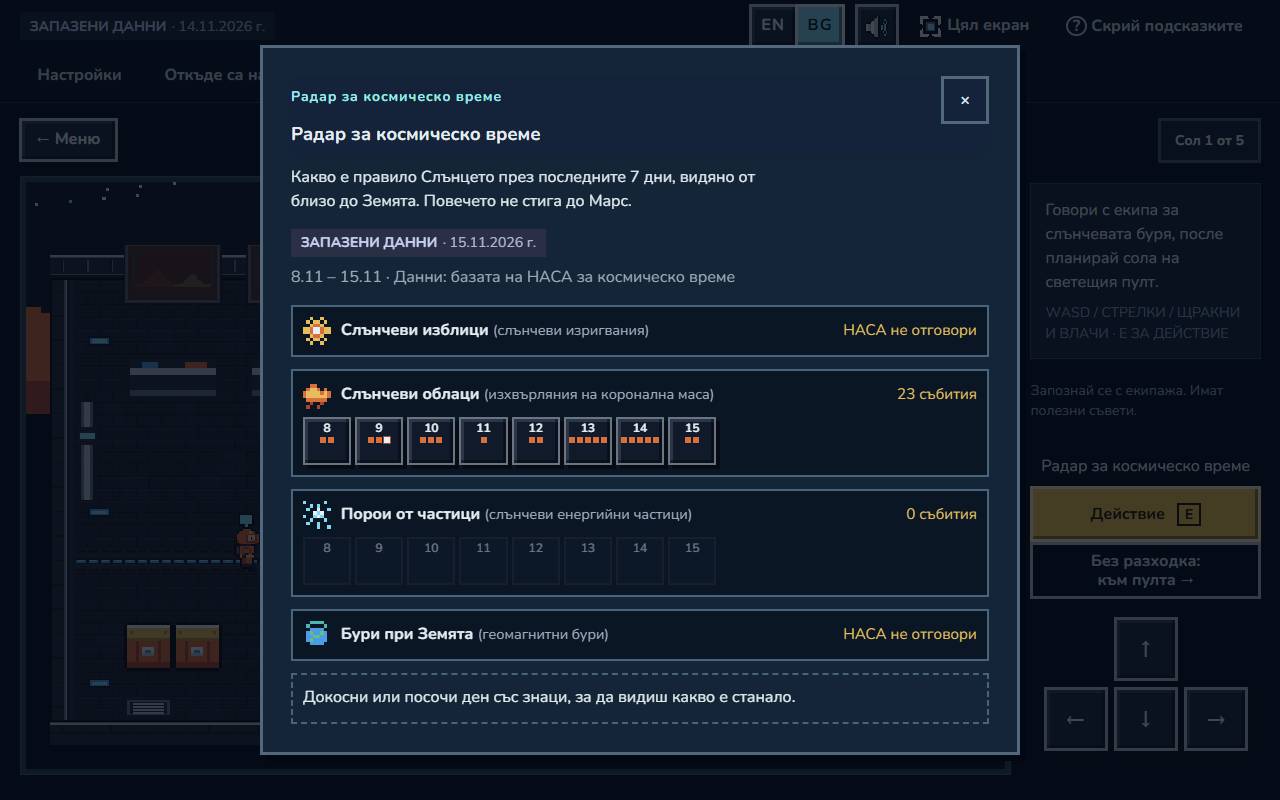 ЗАПАЗЕНИ ДАННИ · 14.11.2026 г.
EN BG
Цял екран
? Скрий подсказките
Настройки
Откъде са на
← Меню
Сол 1 от 5
Радар за космическо време
×
Радар за космическо време
Какво е правило Слънцето през последните 7 дни, видяно от
близо до Земята. Повечето не стига до Марс.
ЗАПАЗЕНИ ДАННИ · 15.11.2026 г.
8.11 – 15.11 · Данни: базата на НАСА за космическо време
Слънчеви изблици (слънчеви изригвания) НАСА не отговори
Слънчеви облаци (изхвърляния на коронална маса) 23 събития
8 9 10 11 12 13 14 15
Порои от частици (слънчеви енергийни частици) 0 събития
8 9 10 11 12 13 14 15
Бури при Земята (геомагнитни бури) НАСА не отговори
Докосни или посочи ден със знаци, за да видиш какво е станало.
Говори с екипа за
слънчевата буря, после
планирай сола на
светещия пулт.
WASD / СТРЕЛКИ / ЩРАКНИ
И ВЛАЧИ · E ЗА ДЕЙСТВИЕ
Запознай се с екипажа. Имат
полезни съвети.
Радар за космическо време
Действие E
Без разходка:
към пулта →
↑
← ↓ →